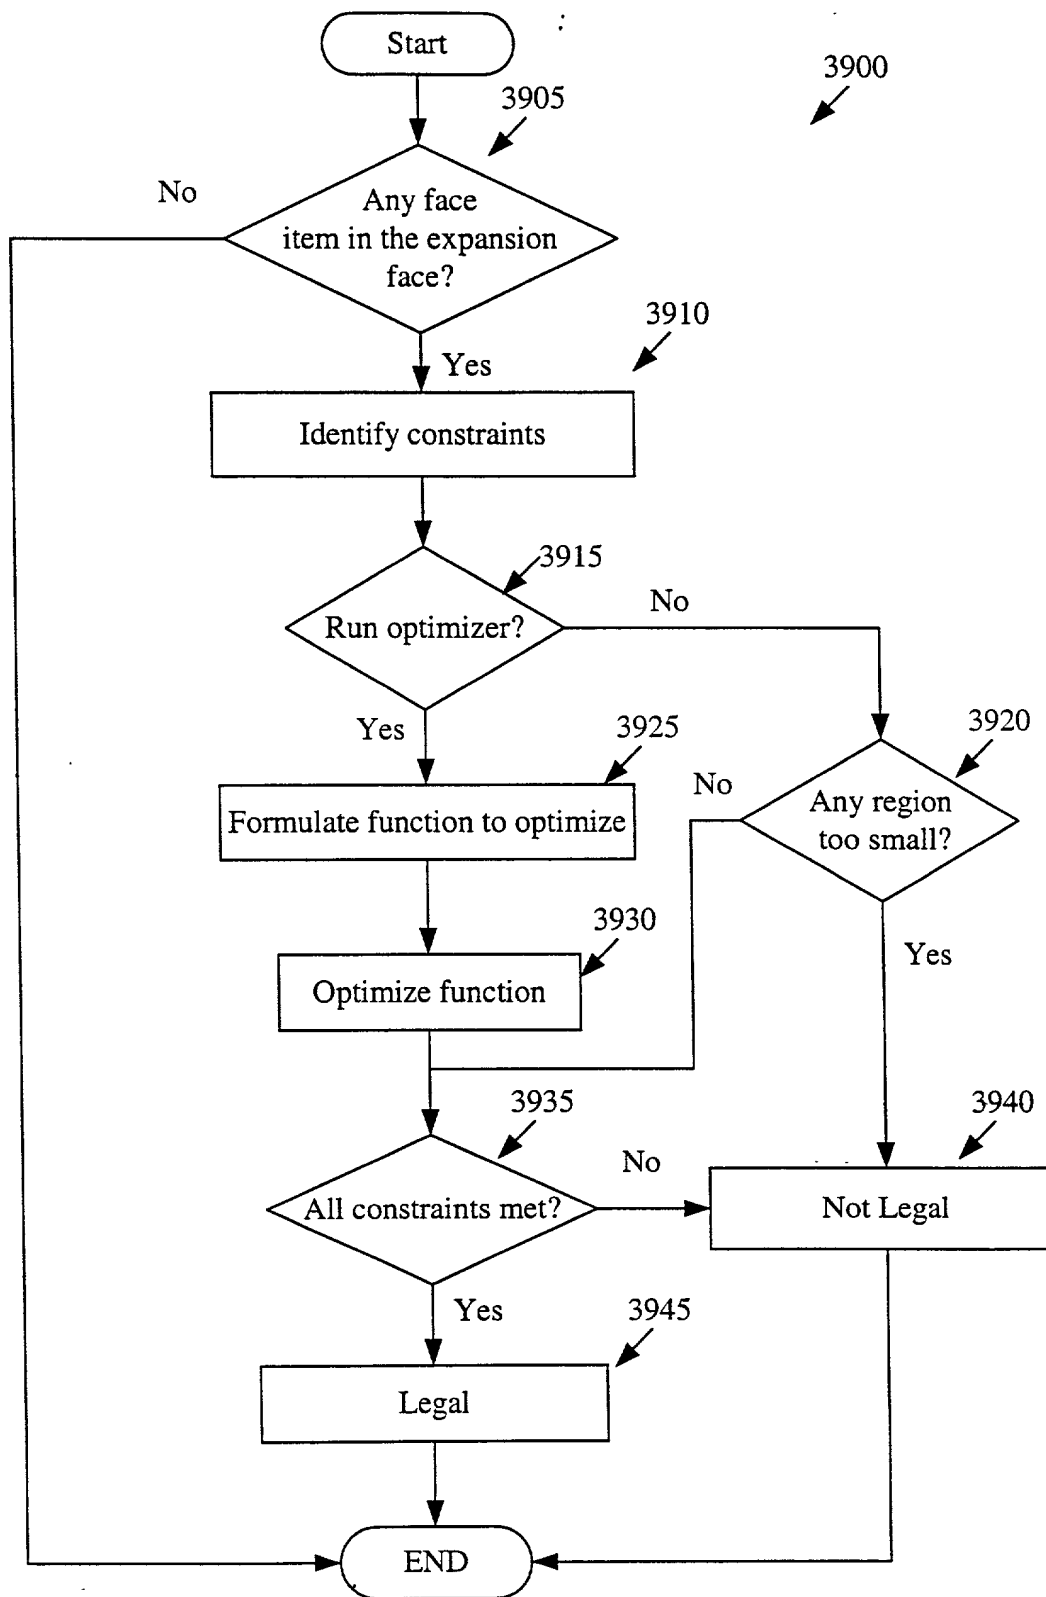 Start
3900
3905
No
Any face
item in the expansion
face?
3910
Yes
Identify constraints
3915
No
Run optimizer?
Yes
3925
3920
No
Any region
too small?
Formulate function to optimize
3930
Yes
Optimize function
3935
3940
No
All constraints met?
Not Legal
Yes
3945
Legal
END